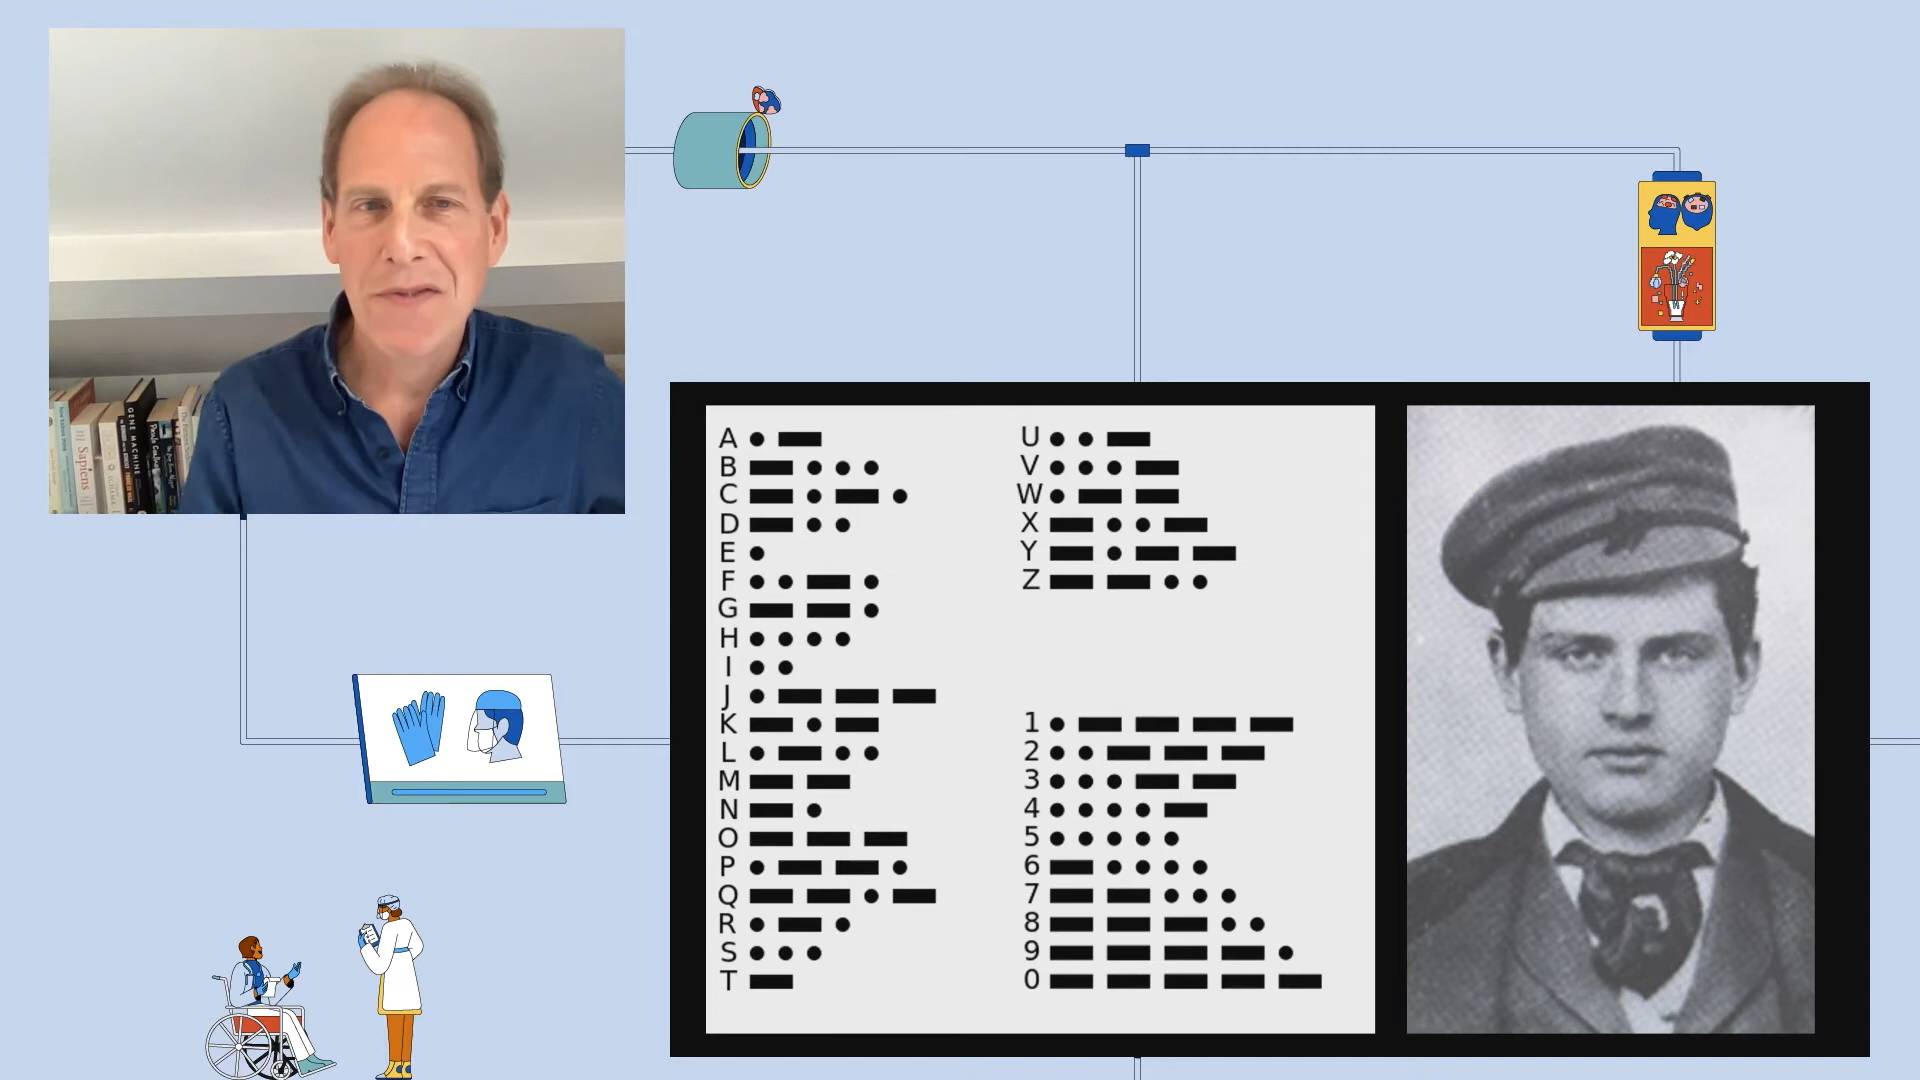 Sapiens
GENE MACHINE
A • —
B — • • •
C — • — •
D — • •
E •
F • • — •
G — — •
H • • • •
I • •
J • — — —
K — • —
L • — • •
M — —
N — •
O — — —
P • — — •
Q — — • —
R • — •
S • • •
T —
U • • —
V • • • —
W • — —
X — • • —
Y — • — —
Z — — • •
1 • — — — —
2 • • — — —
3 • • • — —
4 • • • • —
5 • • • • •
6 — • • • •
7 — — • • •
8 — — — • •
9 — — — — •
0 — — — — —